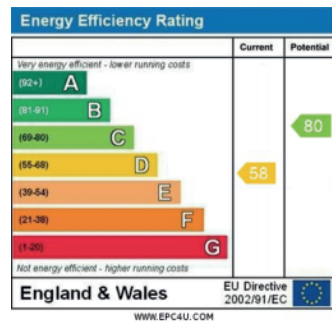 Energy Efficiency Rating
Current Potential
Very energy efficient - lower running costs
(92+) A
(81-91) B
(69-80) C
80
(55-68) D
58
(39-54) E
(21-38) F
(1-20) G
Not energy efficient - higher running costs
England & Wales
EU Directive
2002/91/EC
WWW.EPC4U.COM